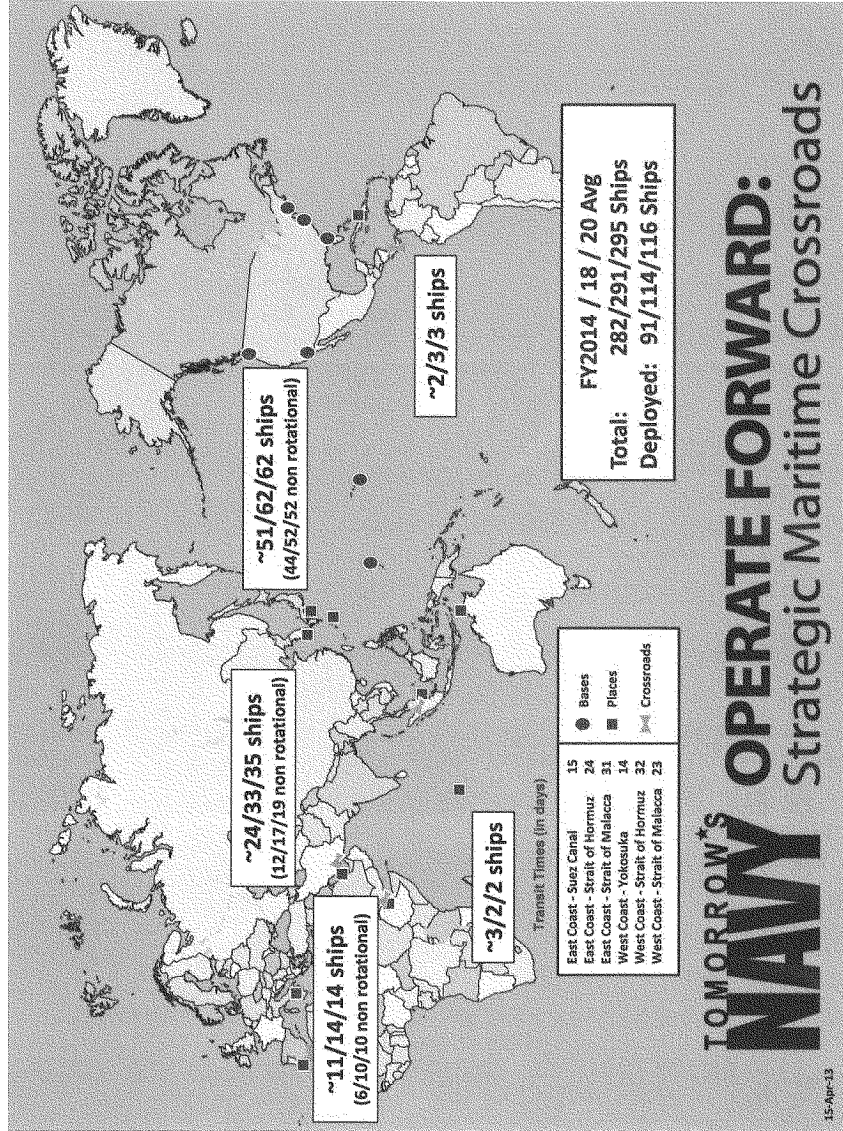 ~51/62/62 ships
(44/52/52 non rotational)
~24/33/35 ships
(12/17/19 non rotational)
~11/14/14 ships
(6/10/10 non rotational)
~2/3/3 ships
~3/2/2 ships
FY2014 / 18 / 20 Avg
Total: 282/291/295 Ships
Deployed: 91/114/116 Ships
Transit Times (in days)
East Coast - Suez Canal 15
East Coast - Strait of Hormuz 24
East Coast - Strait of Malacca 31
West Coast - Yokosuka 14
West Coast - Strait of Hormuz 32
West Coast - Strait of Malacca 23
Bases
Places
Crossroads
TOMORROW'S
NAVY
OPERATE FORWARD:
Strategic Maritime Crossroads
15-Apr-13